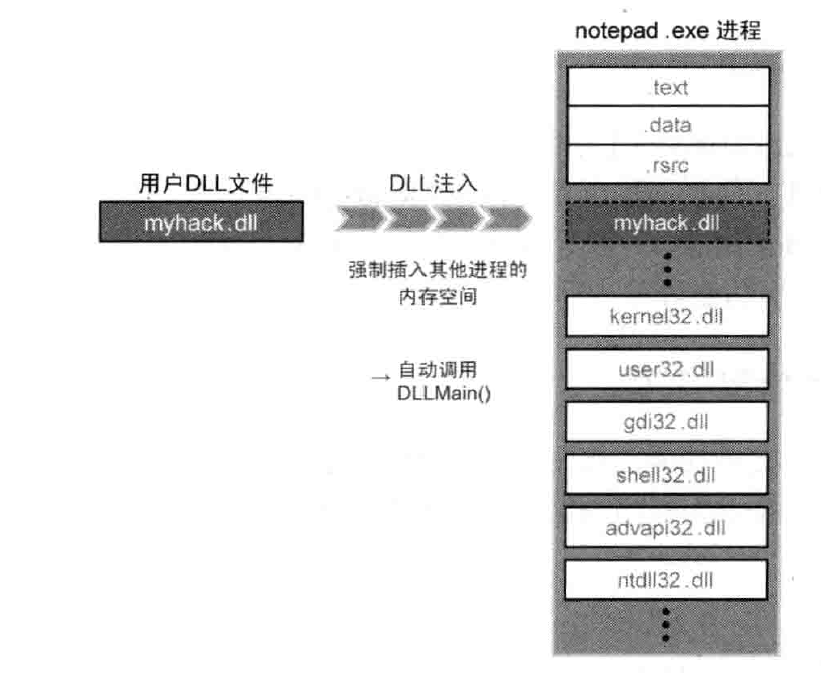 notepad .exe 进程
.text
.data
.rsrc
用户DLL文件
DLL注入
myhack.dll
myhack.dll
强制插入其他进程的
内存空间
kernel32.dll
→ 自动调用
DLLMain()
user32.dll
gdi32.dll
shell32.dll
advapi32.dll
ntdll32.dll